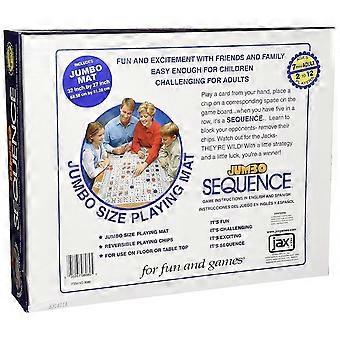 FUN AND EXCITEMENT WITH FRIENDS AND FAMILY
EASY ENOUGH FOR CHILDREN
CHALLENGING FOR ADULTS
INCLUDES
JUMBO
MAT
JUMBO SIZE PLAYING MAT
Play a card from your hand, place a
chip on a corresponding space on the
game board...when you have five in a
row, it's a SEQUENCE. Learn to
block your opponents- remove their
chips. Watch out for the Jacks-
THEY'RE WILD! With a little strategy
and a little luck, you're a winner!
2 to 12
JUMBO
SEQUENCE
GAME INSTRUCTIONS IN ENGLISH AND SPANISH
INSTRUCCIONES DEL JUEGO EN INGLÉS Y ESPAÑOL
JUMBO SIZE PLAYING MAT
REVERSIBLE PLAYING CHIPS
FOR USE ON FLOOR OR TABLE TOP
IT'S FUN
IT'S CHALLENGING
IT'S EXCITING
IT'S SEQUENCE
jax
for fun and games
SEQUENCE